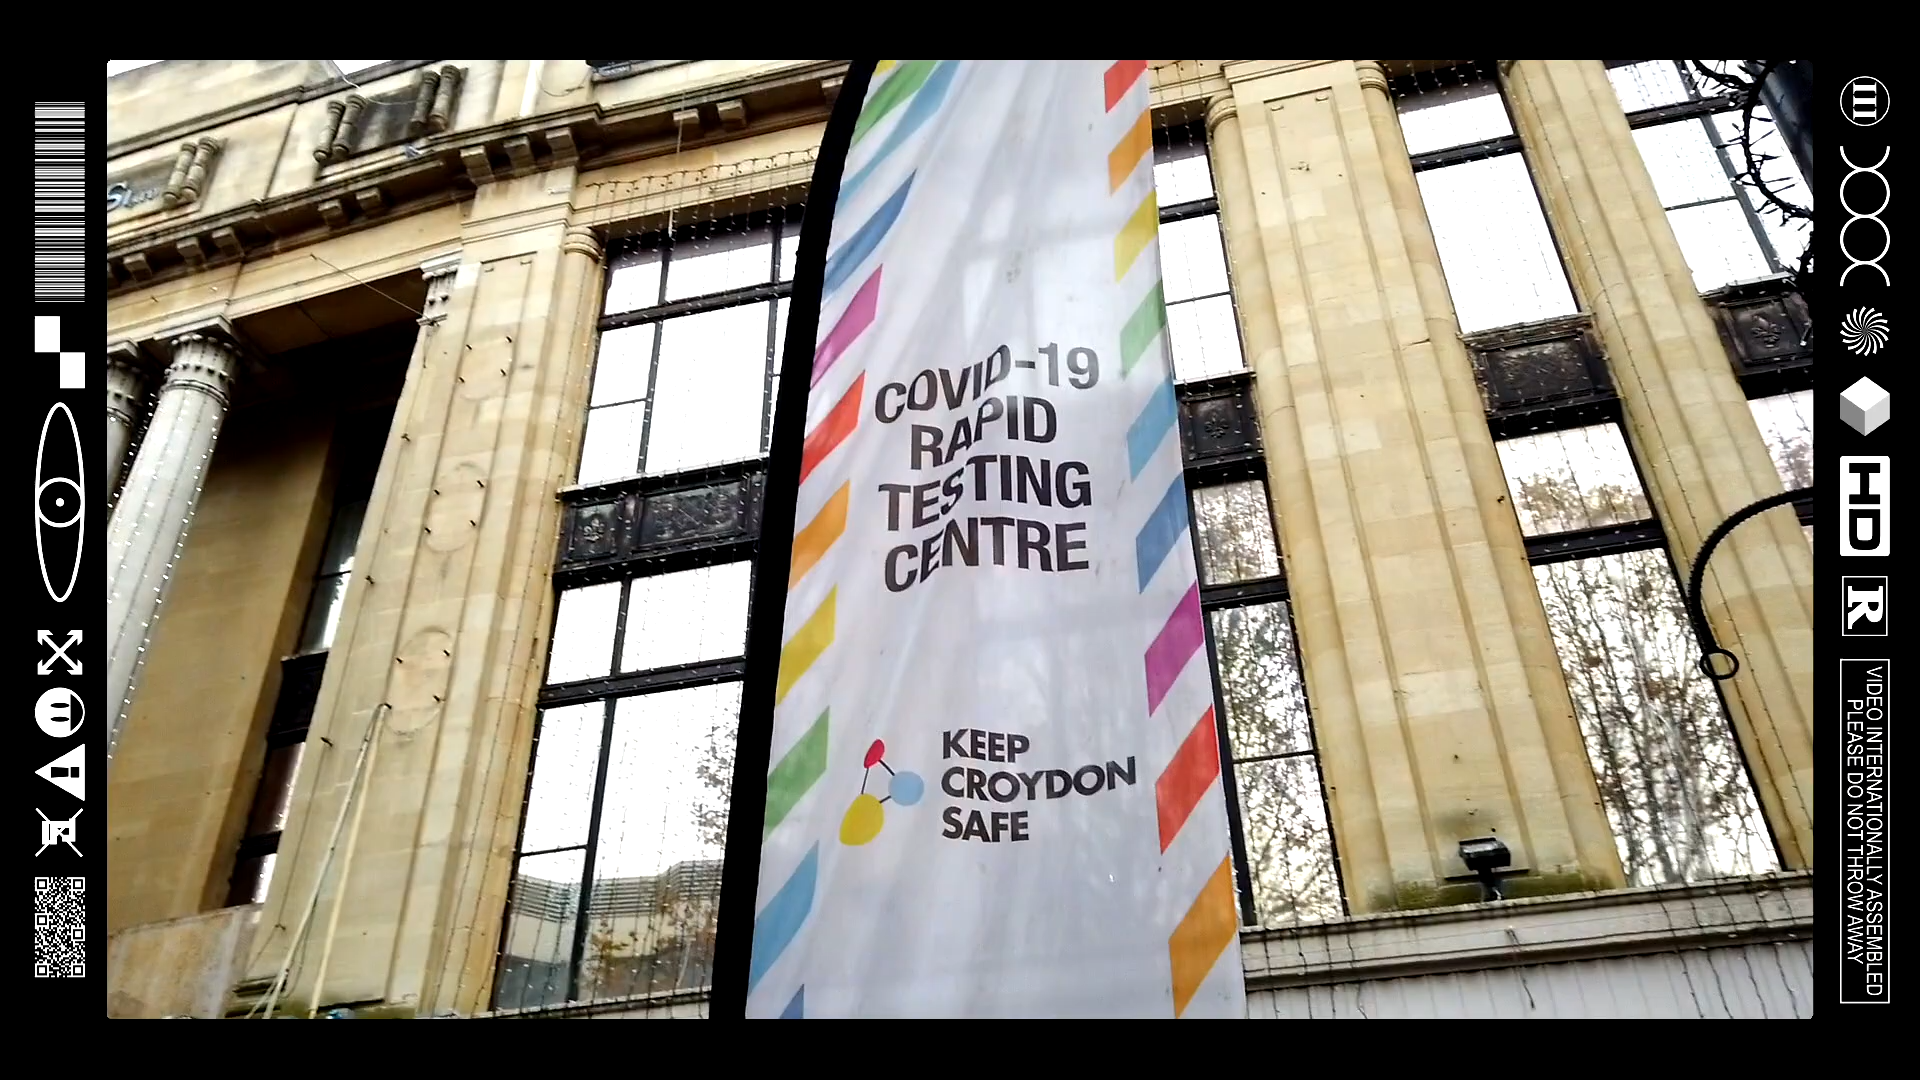 COVID-19
RAPID
TESTING
CENTRE
KEEP
CROYDON
SAFE
HD
R
VIDEO INTERNATIONALLY ASSEMBLED
PLEASE DO NOT THROW AWAY